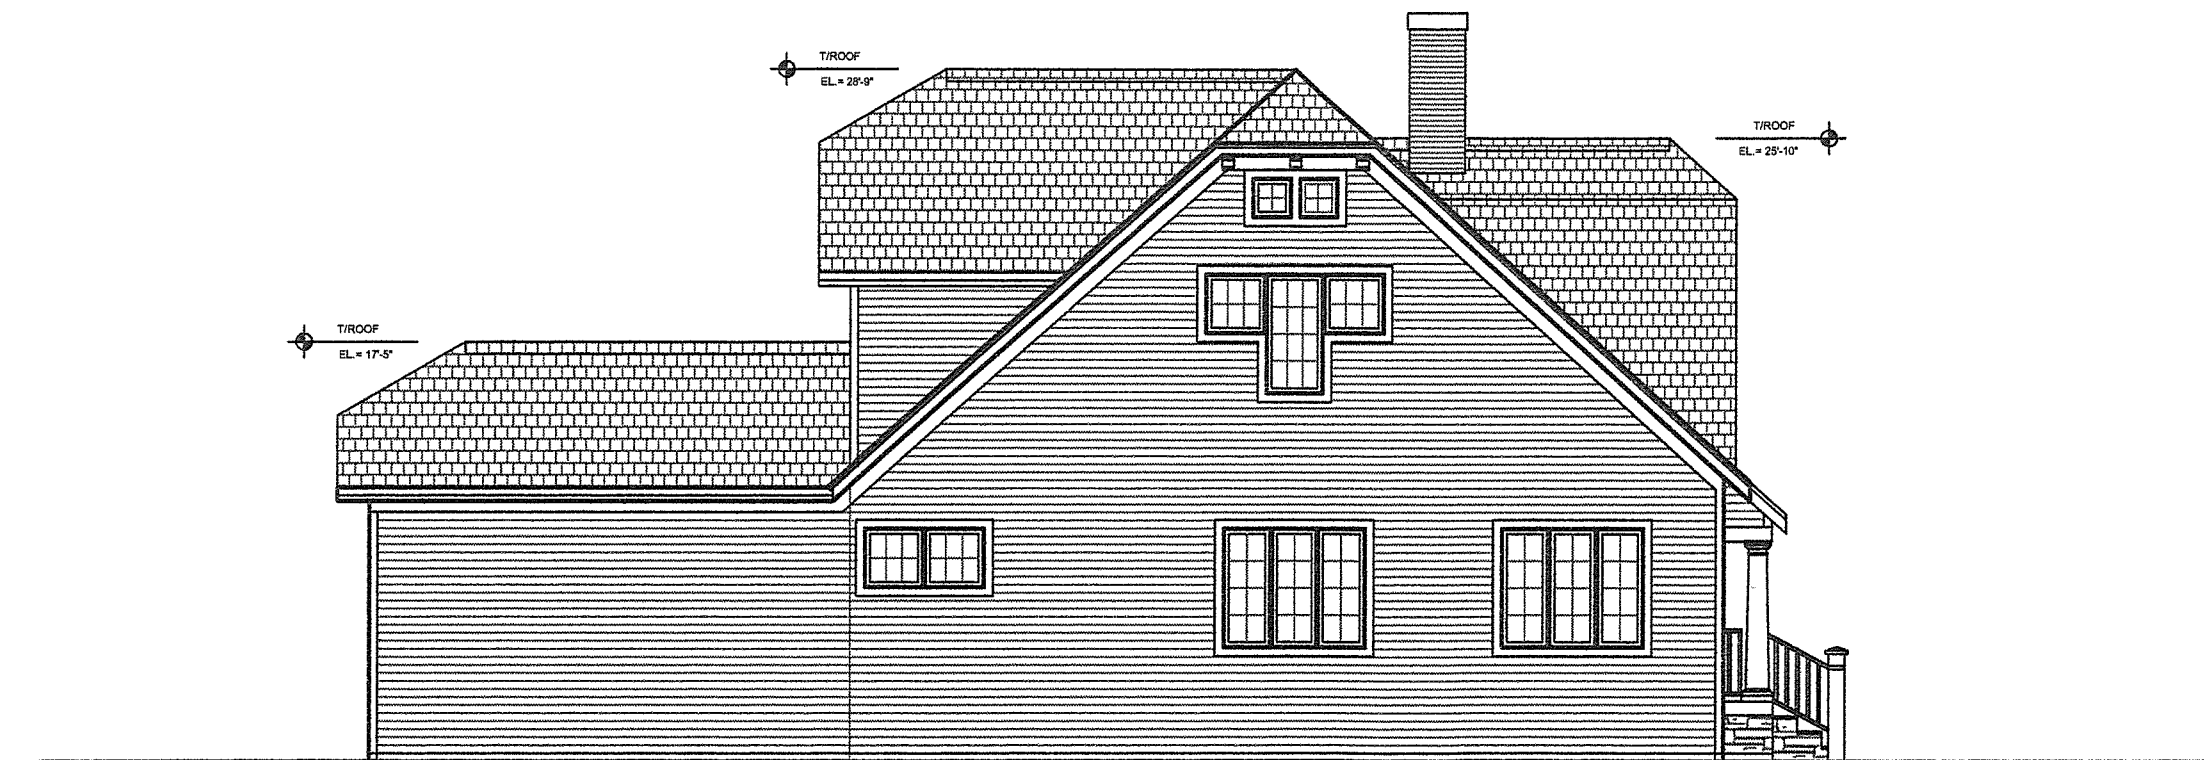 T/ROOF
EL.= 28'-9"
T/ROOF
EL.= 25'-10"
T/ROOF
EL.= 17'-5"